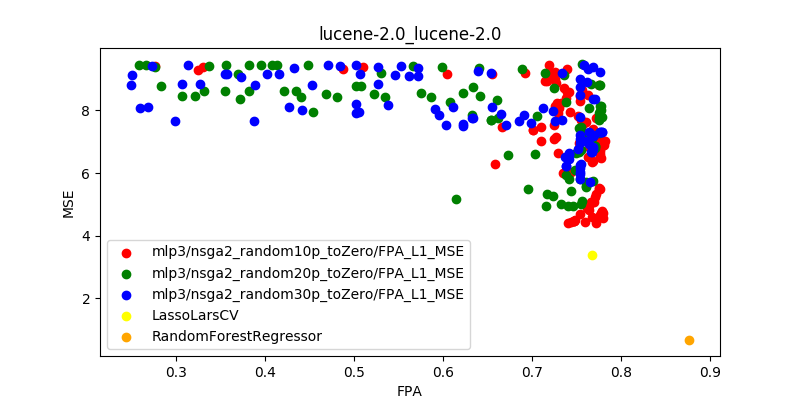 lucene-2.0_lucene-2.0
MSE
8
6
4
2
mlp3/nsga2_random10p_toZero/FPA_L1_MSE
mlp3/nsga2_random20p_toZero/FPA_L1_MSE
mlp3/nsga2_random30p_toZero/FPA_L1_MSE
LassoLarsCV
RandomForestRegressor
0.3 0.4 0.5 0.6 0.7 0.8 0.9
FPA